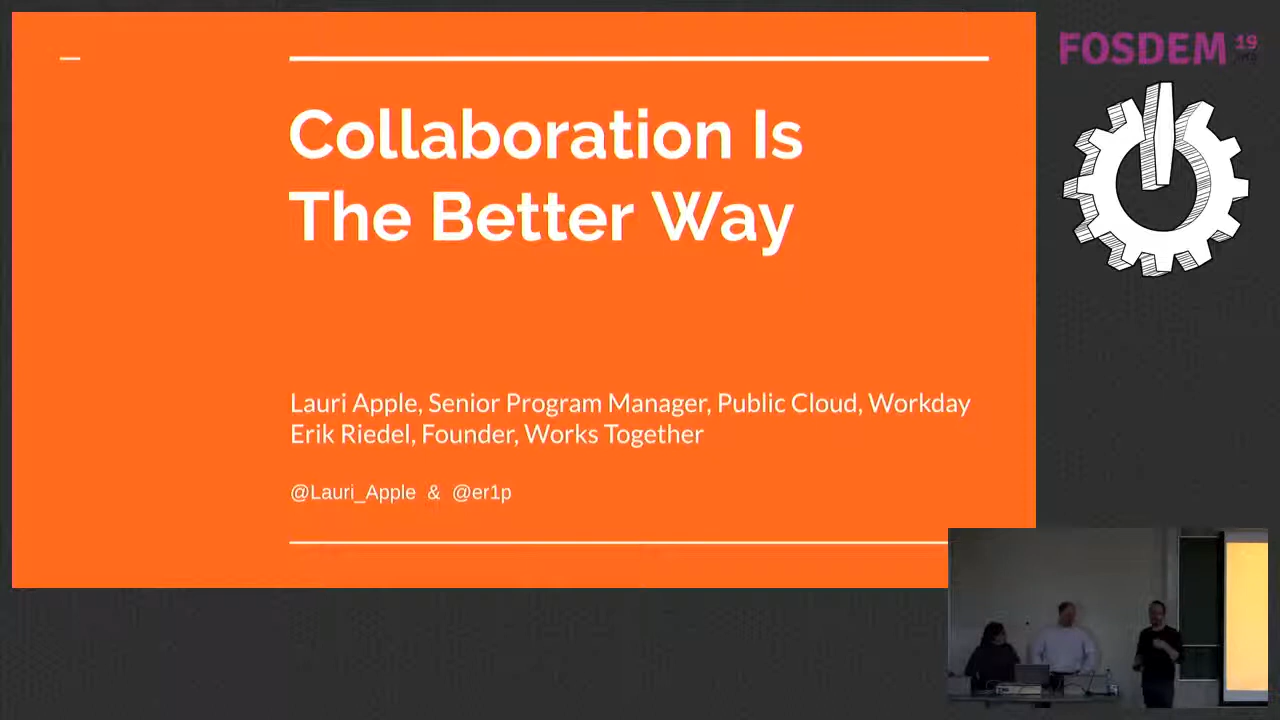 FOSDEM 19
Collaboration Is
The Better Way
Lauri Apple, Senior Program Manager, Public Cloud, Workday
Erik Riedel, Founder, Works Together
@Lauri_Apple & @er1p